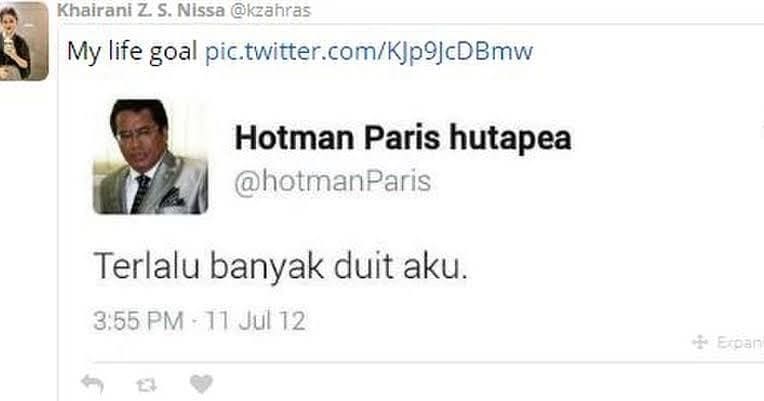 Khairani Z. S. Nissa @kzahras
My life goal pic.twitter.com/KJp9JcDBmw
Hotman Paris hutapea
@hotmanParis
Terlalu banyak duit aku.
3:55 PM · 11 Jul 12
Expan